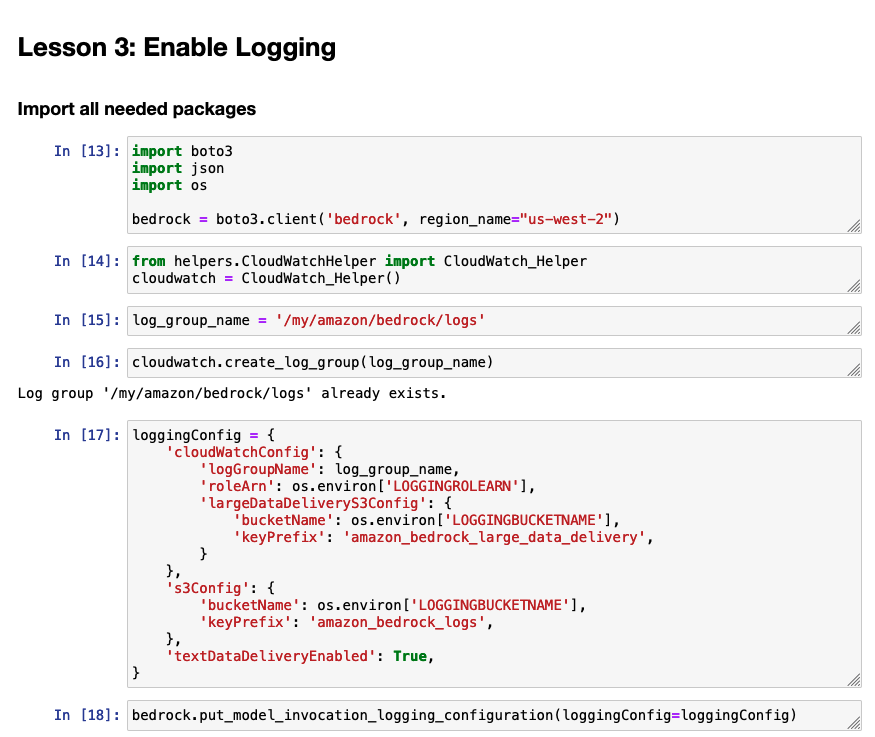 Lesson 3: Enable Logging
Import all needed packages
In [13]: import boto3
import json
import os
bedrock = boto3.client('bedrock', region_name="us-west-2")
In [14]: from helpers.CloudWatchHelper import CloudWatch_Helper
cloudwatch = CloudWatch_Helper()
In [15]: log_group_name = '/my/amazon/bedrock/logs'
In [16]: cloudwatch.create_log_group(log_group_name)
Log group '/my/amazon/bedrock/logs' already exists.
In [17]: loggingConfig = {
    'cloudWatchConfig': {
        'logGroupName': log_group_name,
        'roleArn': os.environ['LOGGINGROLEARN'],
        'largeDataDeliveryS3Config': {
            'bucketName': os.environ['LOGGINGBUCKETNAME'],
            'keyPrefix': 'amazon_bedrock_large_data_delivery',
        }
    },
    's3Config': {
        'bucketName': os.environ['LOGGINGBUCKETNAME'],
        'keyPrefix': 'amazon_bedrock_logs',
    },
    'textDataDeliveryEnabled': True,
}
In [18]: bedrock.put_model_invocation_logging_configuration(loggingConfig=loggingConfig)